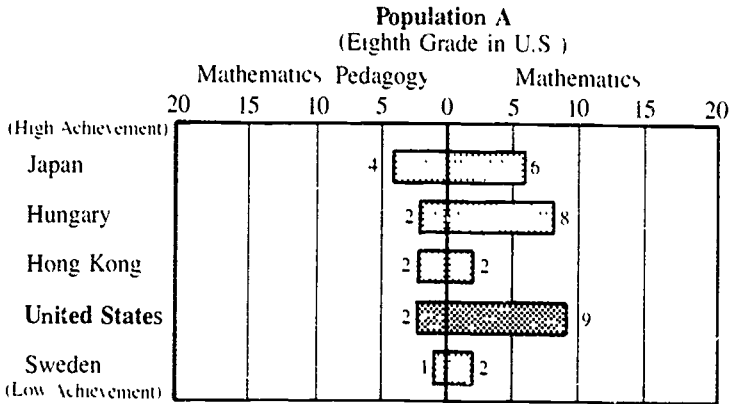 Population A
(Eighth Grade in U.S )
Mathematics Pedagogy Mathematics
20 15 10 5 0 5 10 15 20
(High Achievement)
Japan 4 6
Hungary 2 8
Hong Kong 2 2
United States 2 9
Sweden 1 2
(Low Achievement)